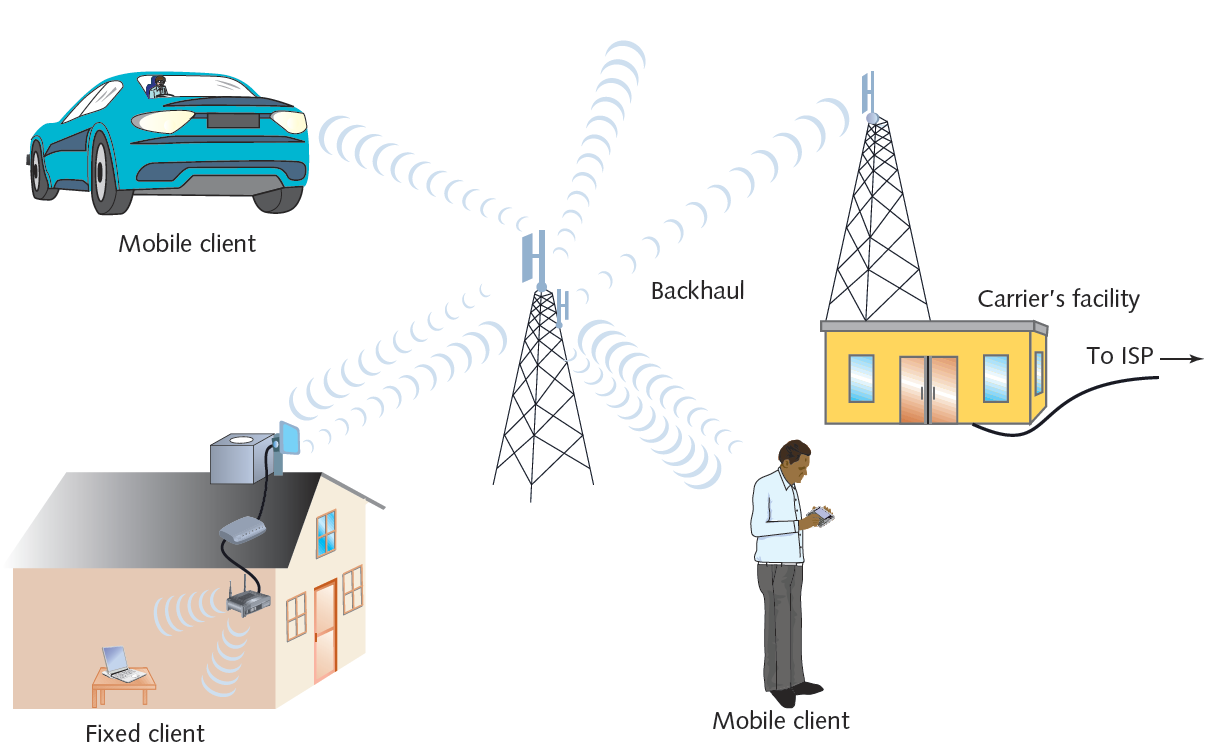 Mobile client
Backhaul
Carrier's facility
To ISP
Fixed client
Mobile client